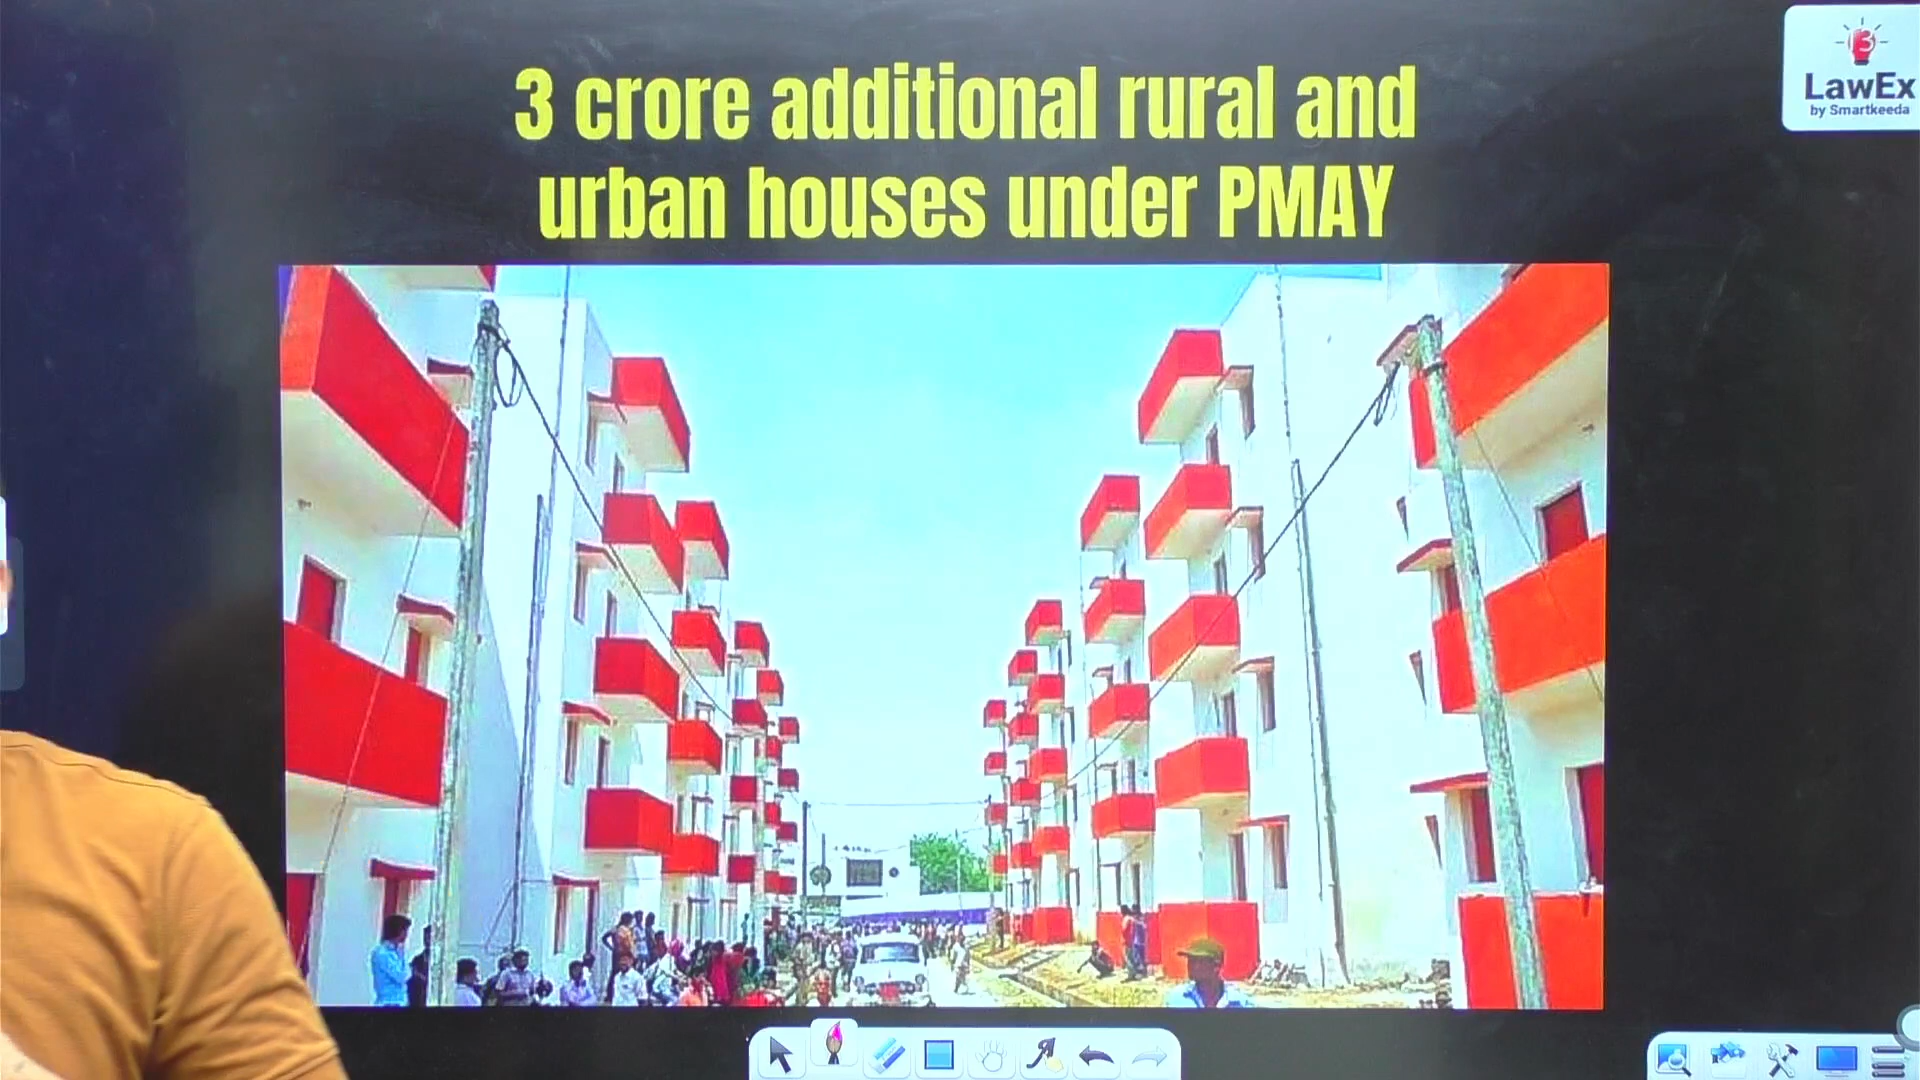 3 crore additional rural and
urban houses under PMAY
LawEx
by Smartkeeda